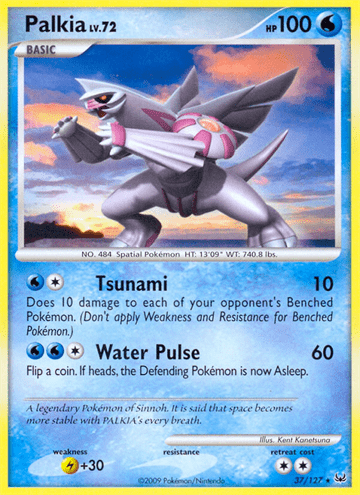 Palkia LV.72 HP 100
BASIC
NO. 484 Spatial Pokémon HT: 13'09" WT: 740.8 lbs.
Tsunami 10
Does 10 damage to each of your opponent's Benched
Pokémon. (Don't apply Weakness and Resistance for Benched
Pokémon.)
Water Pulse 60
Flip a coin. If heads, the Defending Pokémon is now Asleep.
A legendary Pokémon of Sinnoh. It is said that space becomes
more stable with PALKIA's every breath.
Illus. Kent Kanetsuna
weakness resistance retreat cost
+30
©2009 Pokémon/Nintendo 37/127 ★